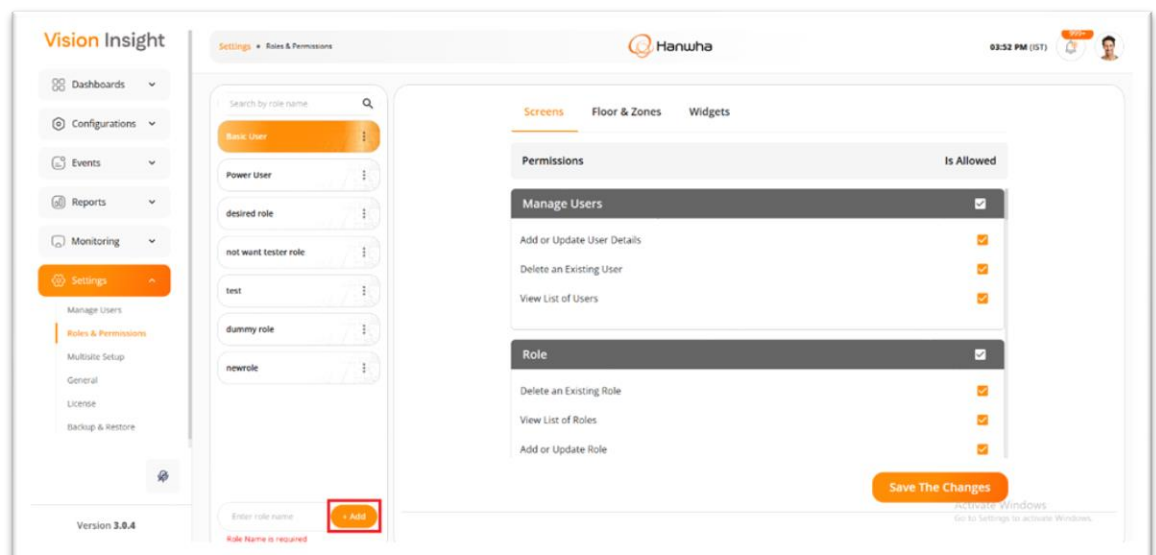 Vision Insight
Settings • Roles & Permissions
Hanwha
03:52 PM (IST)
999+
Dashboards
Configurations
Events
Reports
Monitoring
Settings
Manage Users
Roles & Permissions
Multisite Setup
General
License
Backup & Restore
Version 3.0.4
Search by role name
Basic User
Power User
desired role
not want tester role
test
dummy role
newrole
Enter role name
+ Add
Role Name is required
Screens Floor & Zones Widgets
Permissions Is Allowed
Manage Users
Add or Update User Details
Delete an Existing User
View List of Users
Role
Delete an Existing Role
View List of Roles
Add or Update Role
Save The Changes
Activate Windows
Go to Settings to activate Windows.